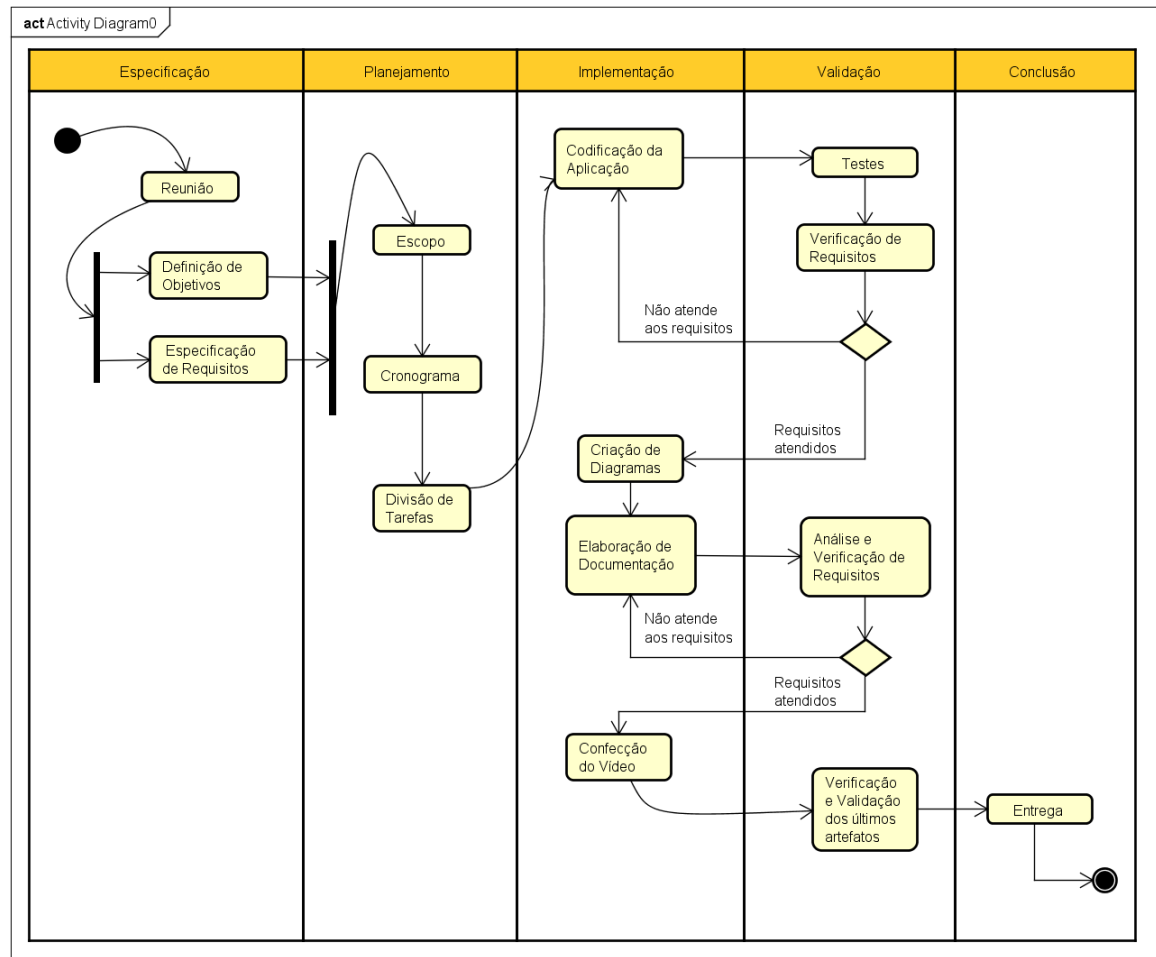 act Activity Diagram0
Especificação
Planejamento
Implementação
Validação
Conclusão
Reunião
Definição de
Objetivos
Especificação
de Requisitos
Escopo
Cronograma
Divisão de
Tarefas
Codificação da
Aplicação
Testes
Verificação de
Requisitos
Não atende
aos requisitos
Requisitos
atendidos
Criação de
Diagramas
Elaboração de
Documentação
Análise e
Verificação de
Requisitos
Não atende
aos requisitos
Requisitos
atendidos
Confecção
do Vídeo
Verificação
e Validação
dos últimos
artefatos
Entrega